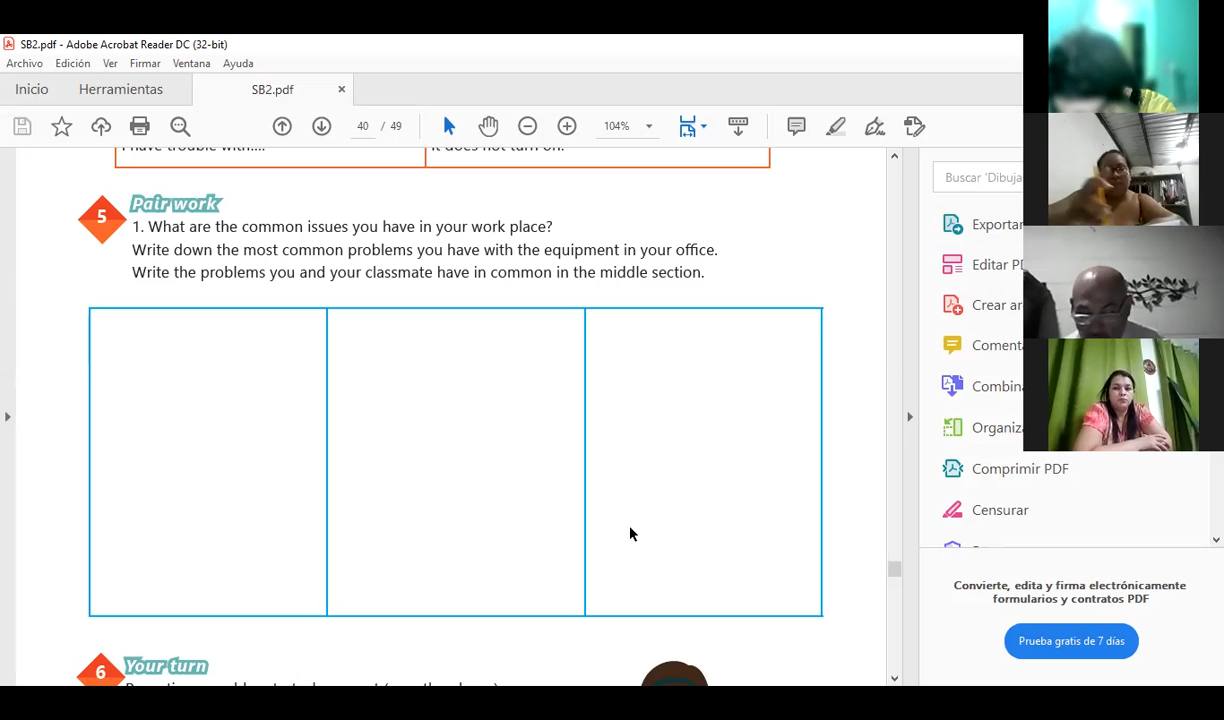 SB2.pdf - Adobe Acrobat Reader DC (32-bit)
Archivo Edición Ver Firmar Ventana Ayuda
Inicio Herramientas SB2.pdf ×
40 / 49 104%
I have trouble with.... It does not turn on.
5 Pair work
1. What are the common issues you have in your work place?
Write down the most common problems you have with the equipment in your office.
Write the problems you and your classmate have in common in the middle section.
6 Your turn
Buscar 'Dibuja
Exportar
Editar PD
Crear ar
Comenta
Combina
Organiza
Comprimir PDF
Censurar
Convierte, edita y firma electrónicamente
formularios y contratos PDF
Prueba gratis de 7 días